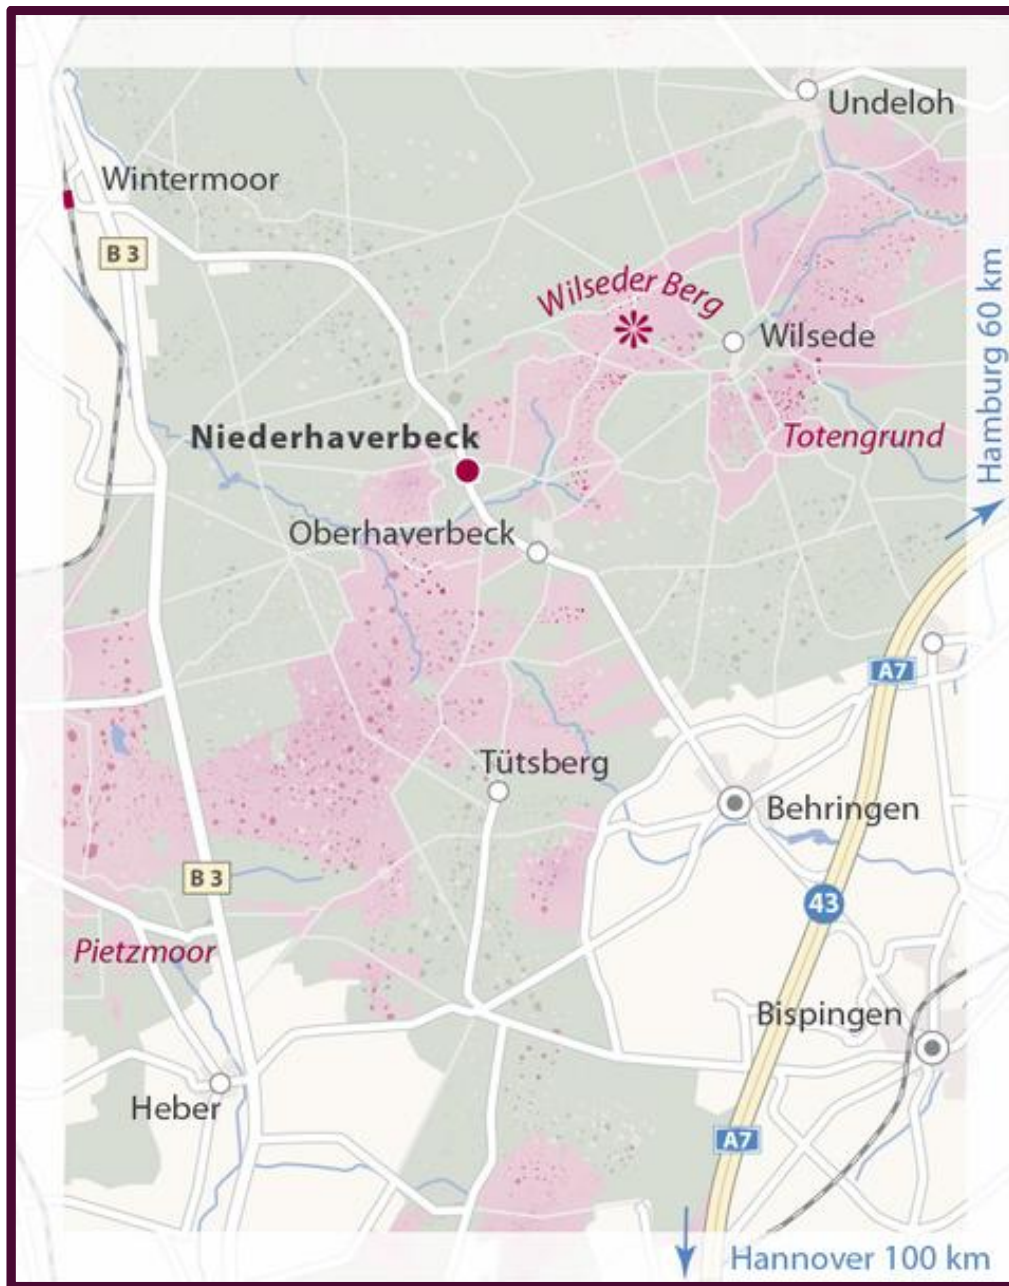 Undeloh
Wintermoor
B 3
Wilseder Berg
Wilsede
Hamburg 60 km
Niederhaverbeck
Totengrund
Oberhaverbeck
A7
Tütsberg
Behringen
B 3
43
Pietzmoor
Bispingen
Heber
A7
Hannover 100 km